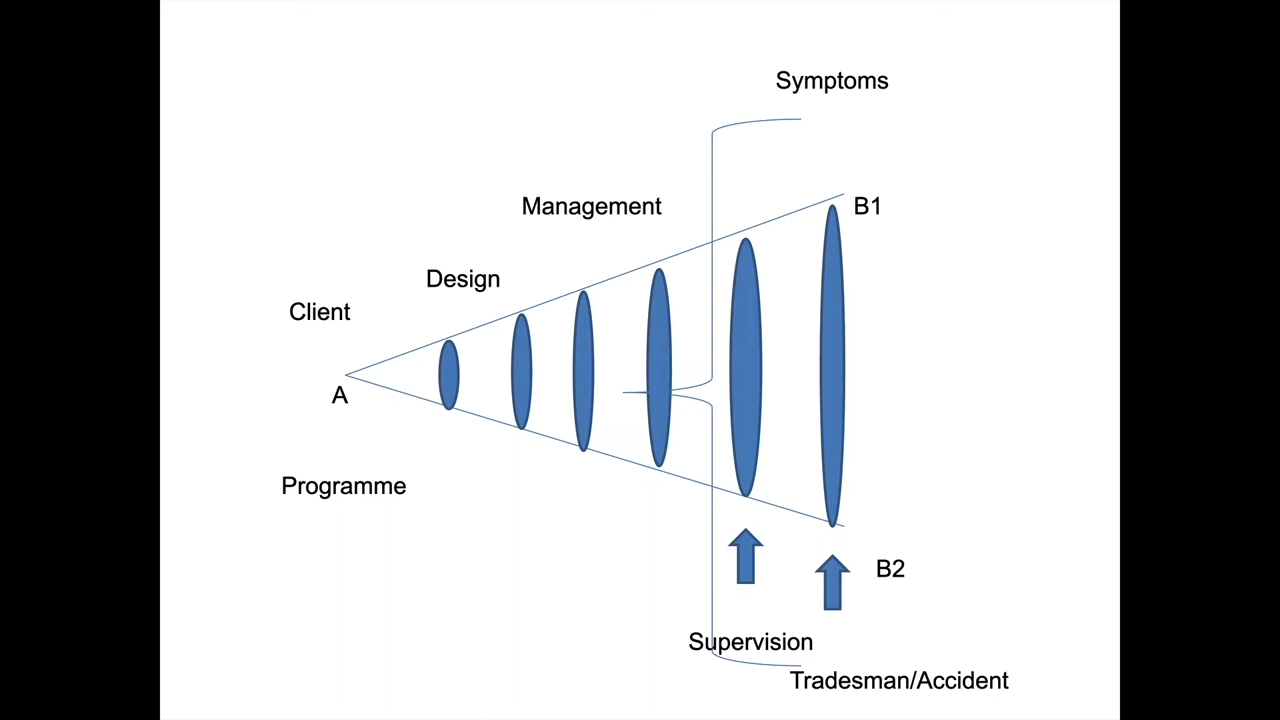 Symptoms
Management
B1
Design
Client
A
Programme
B2
Supervision
Tradesman/Accident